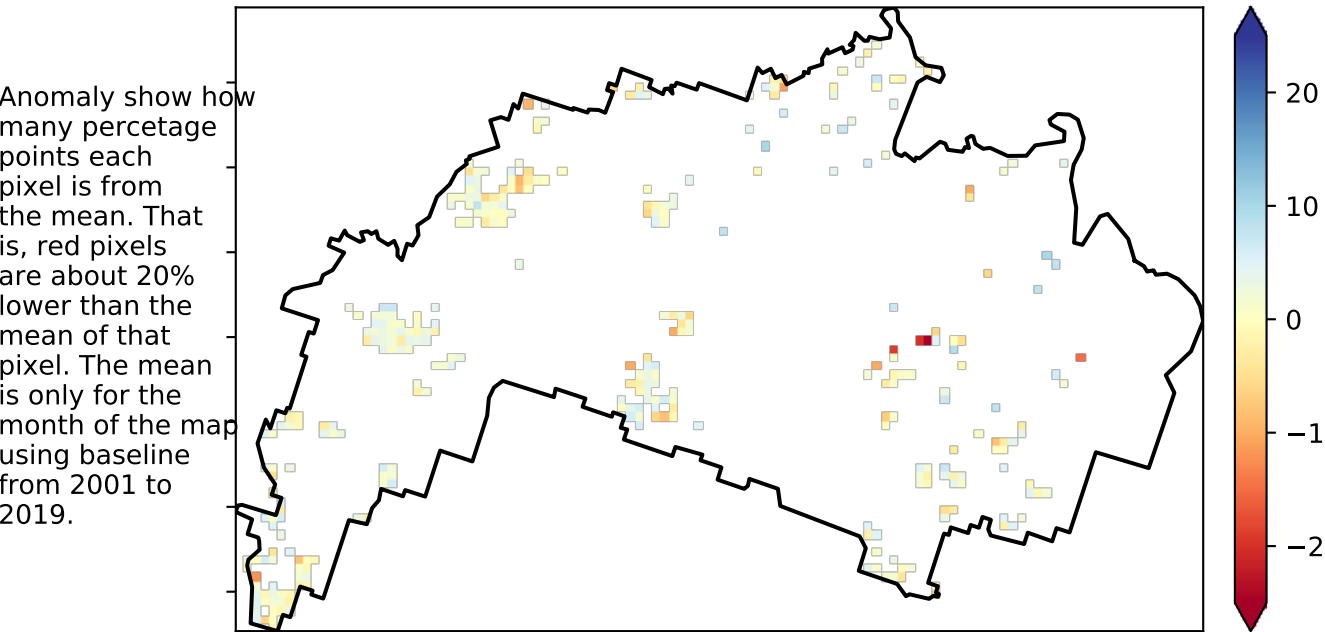 Anomaly show how
many percetage
points each
pixel is from
the mean. That
is, red pixels
are about 20%
lower than the
mean of that
pixel. The mean
is only for the
month of the map
using baseline
from 2001 to
2019.
20
10
0
−1
−2